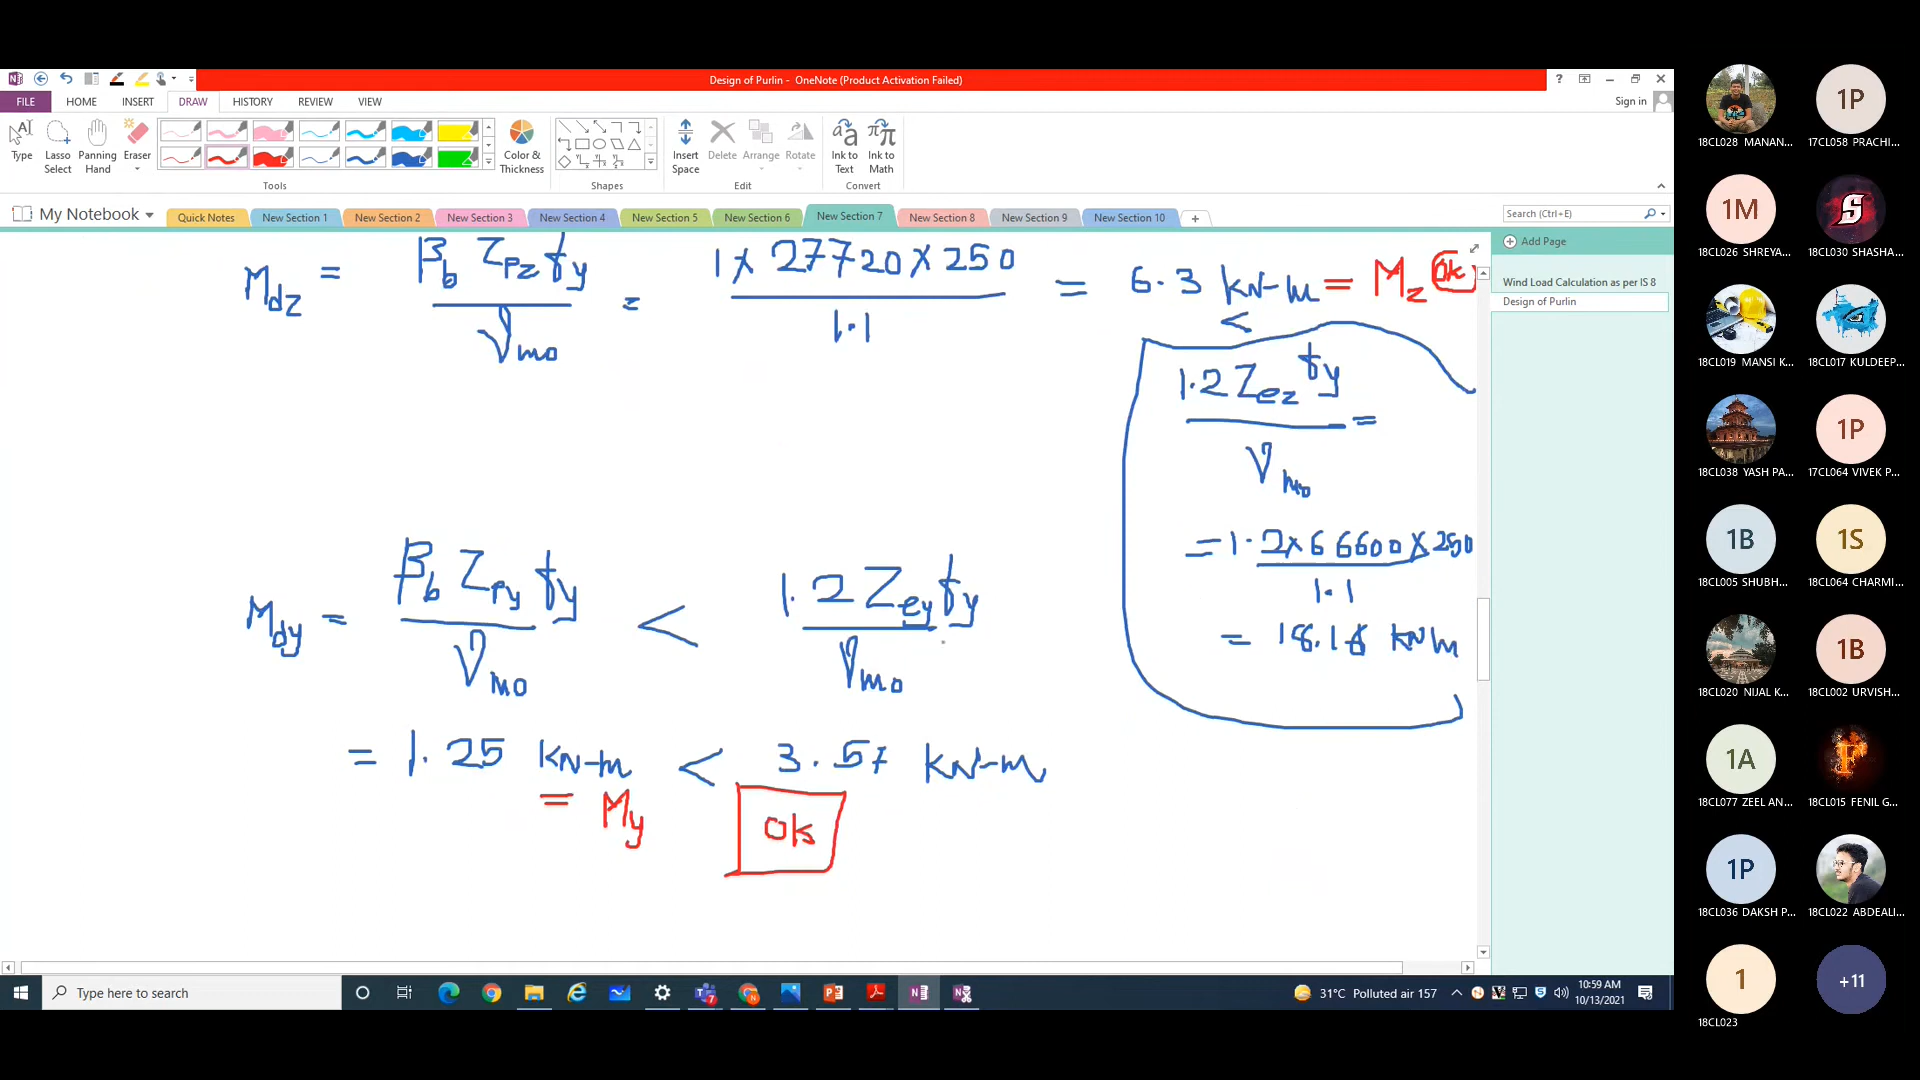 Design of Purlin - OneNote (Product Activation Failed)
FILE HOME INSERT DRAW HISTORY REVIEW VIEW
Sign in
Type
Lasso Select
Panning Hand
Eraser
Color & Thickness
Insert Space
Delete
Arrange
Rotate
Ink to Text
Ink to Math
Tools
Shapes
Edit
Convert
My Notebook
Quick Notes
New Section 1
New Section 2
New Section 3
New Section 4
New Section 5
New Section 6
New Section 7
New Section 8
New Section 9
New Section 10
Search (Ctrl+E)
Add Page
Wind Load Calculation as per IS 8
Design of Purlin
Mdz = βb Zpz fy / γmo = 1 × 27720 × 250 / 1.1 = 6.3 kN-m = Mz ok
<
1.2 Zez fy / γmo =
= 1.2 × 66600 × 250 / 1.1
= 18.18 kNm
Mdy = βb Zpy fy / γmo < 1.2 Zey fy / γmo
= 1.25 kN-m < 3.57 kN-m
= My
ok
Type here to search
31°C Polluted air 157
10:59 AM
10/13/2021
1P
18CL028 MANAN...
17CL058 PRACHI...
1M
S
18CL026 SHREYA...
18CL030 SHASHA...
18CL019 MANSI K...
18CL017 KULDEEP...
1P
18CL038 YASH PA...
17CL064 VIVEK P...
1B
1S
18CL005 SHUBH...
18CL064 CHARMI...
1B
18CL020 NIJAL K...
18CL002 URVISH...
1A
F
18CL077 ZEEL AN...
18CL015 FENIL G...
1P
18CL036 DAKSH P...
18CL022 ABDEALI...
1
+11
18CL023